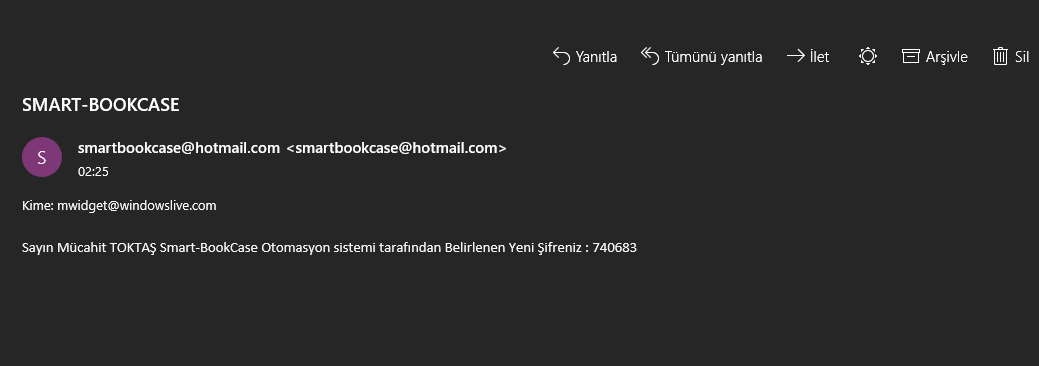 Yanıtla Tümünü yanıtla İlet Arşivle Sil
SMART-BOOKCASE
S
smartbookcase@hotmail.com <smartbookcase@hotmail.com>
02:25
Kime: mwidget@windowslive.com
Sayın Mücahit TOKTAŞ Smart-BookCase Otomasyon sistemi tarafından Belirlenen Yeni Şifreniz : 740683